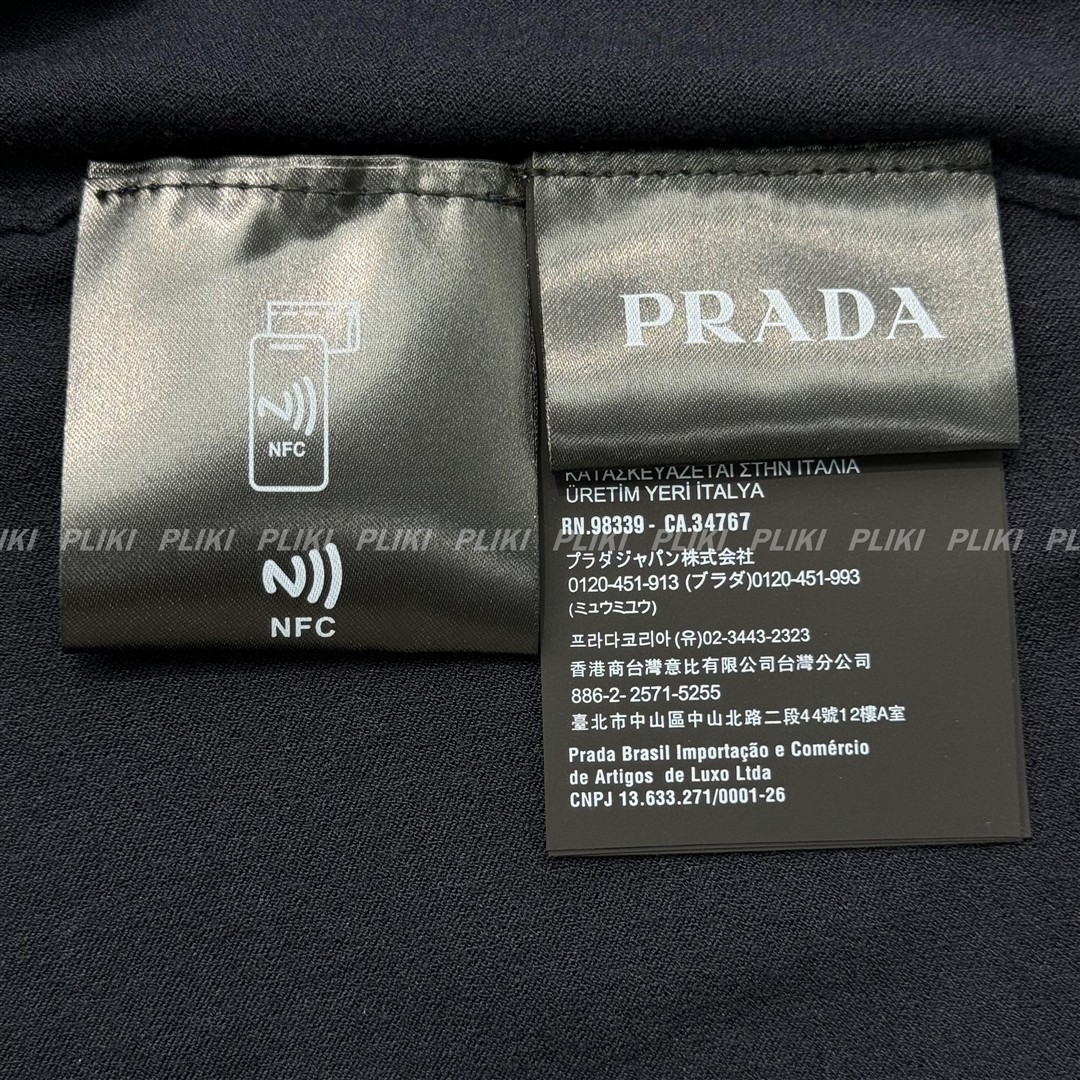 NFC
NFC
PRADA
ΚΑΤΑΣΚΕΥΑΖΕΤΑΙ ΣΤΗΝ ΙΤΑΛΙΑ
ÜRETİM YERİ İTALYA
RN.98339 - CA.34767
プラダジャパン株式会社
0120-451-913 (プラダ)0120-451-993
(ミュウミユウ)
프라다코리아 (유)02-3443-2323
香港商台灣意比有限公司台灣分公司
886-2- 2571-5255
臺北市中山區中山北路二段44號12樓A室
Prada Brasil Importação e Comércio
de Artigos de Luxo Ltda
CNPJ 13.633.271/0001-26
PLIKI PLIKI PLIKI PLIKI PLIKI PLIKI PLIKI PLIKI PLIKI PLIKI PLIKI